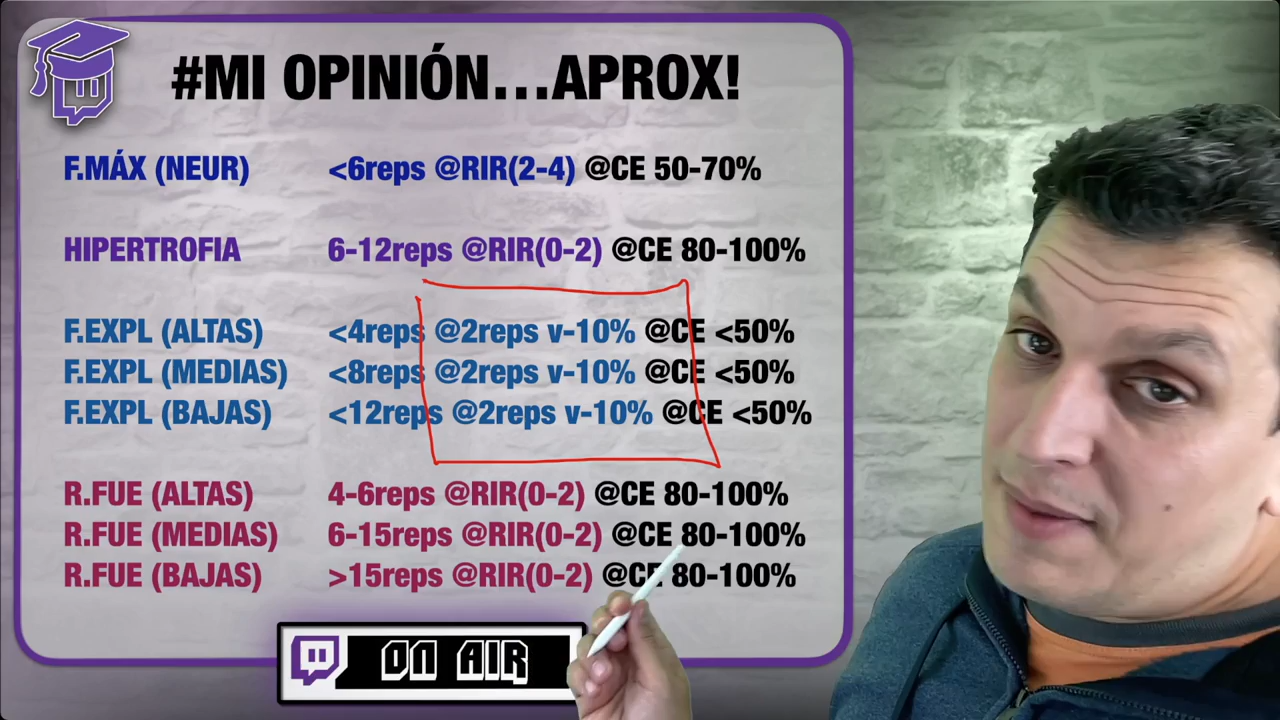 #MI OPINIÓN...APROX!
F.MÁX (NEUR) <6reps @RIR(2-4) @CE 50-70%
HIPERTROFIA 6-12reps @RIR(0-2) @CE 80-100%
F.EXPL (ALTAS) <4reps @2reps v-10% @CE <50%
F.EXPL (MEDIAS) <8reps @2reps v-10% @CE <50%
F.EXPL (BAJAS) <12reps @2reps v-10% @CE <50%
R.FUE (ALTAS) 4-6reps @RIR(0-2) @CE 80-100%
R.FUE (MEDIAS) 6-15reps @RIR(0-2) @CE 80-100%
R.FUE (BAJAS) >15reps @RIR(0-2) @CE 80-100%
ON AIR